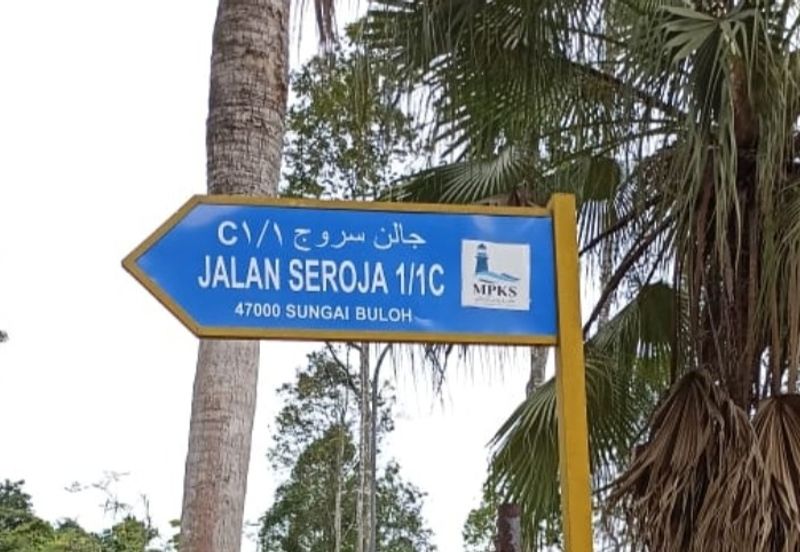 جالن سروج ١/١C
JALAN SEROJA 1/1C
47000 SUNGAI BULOH
MPKS